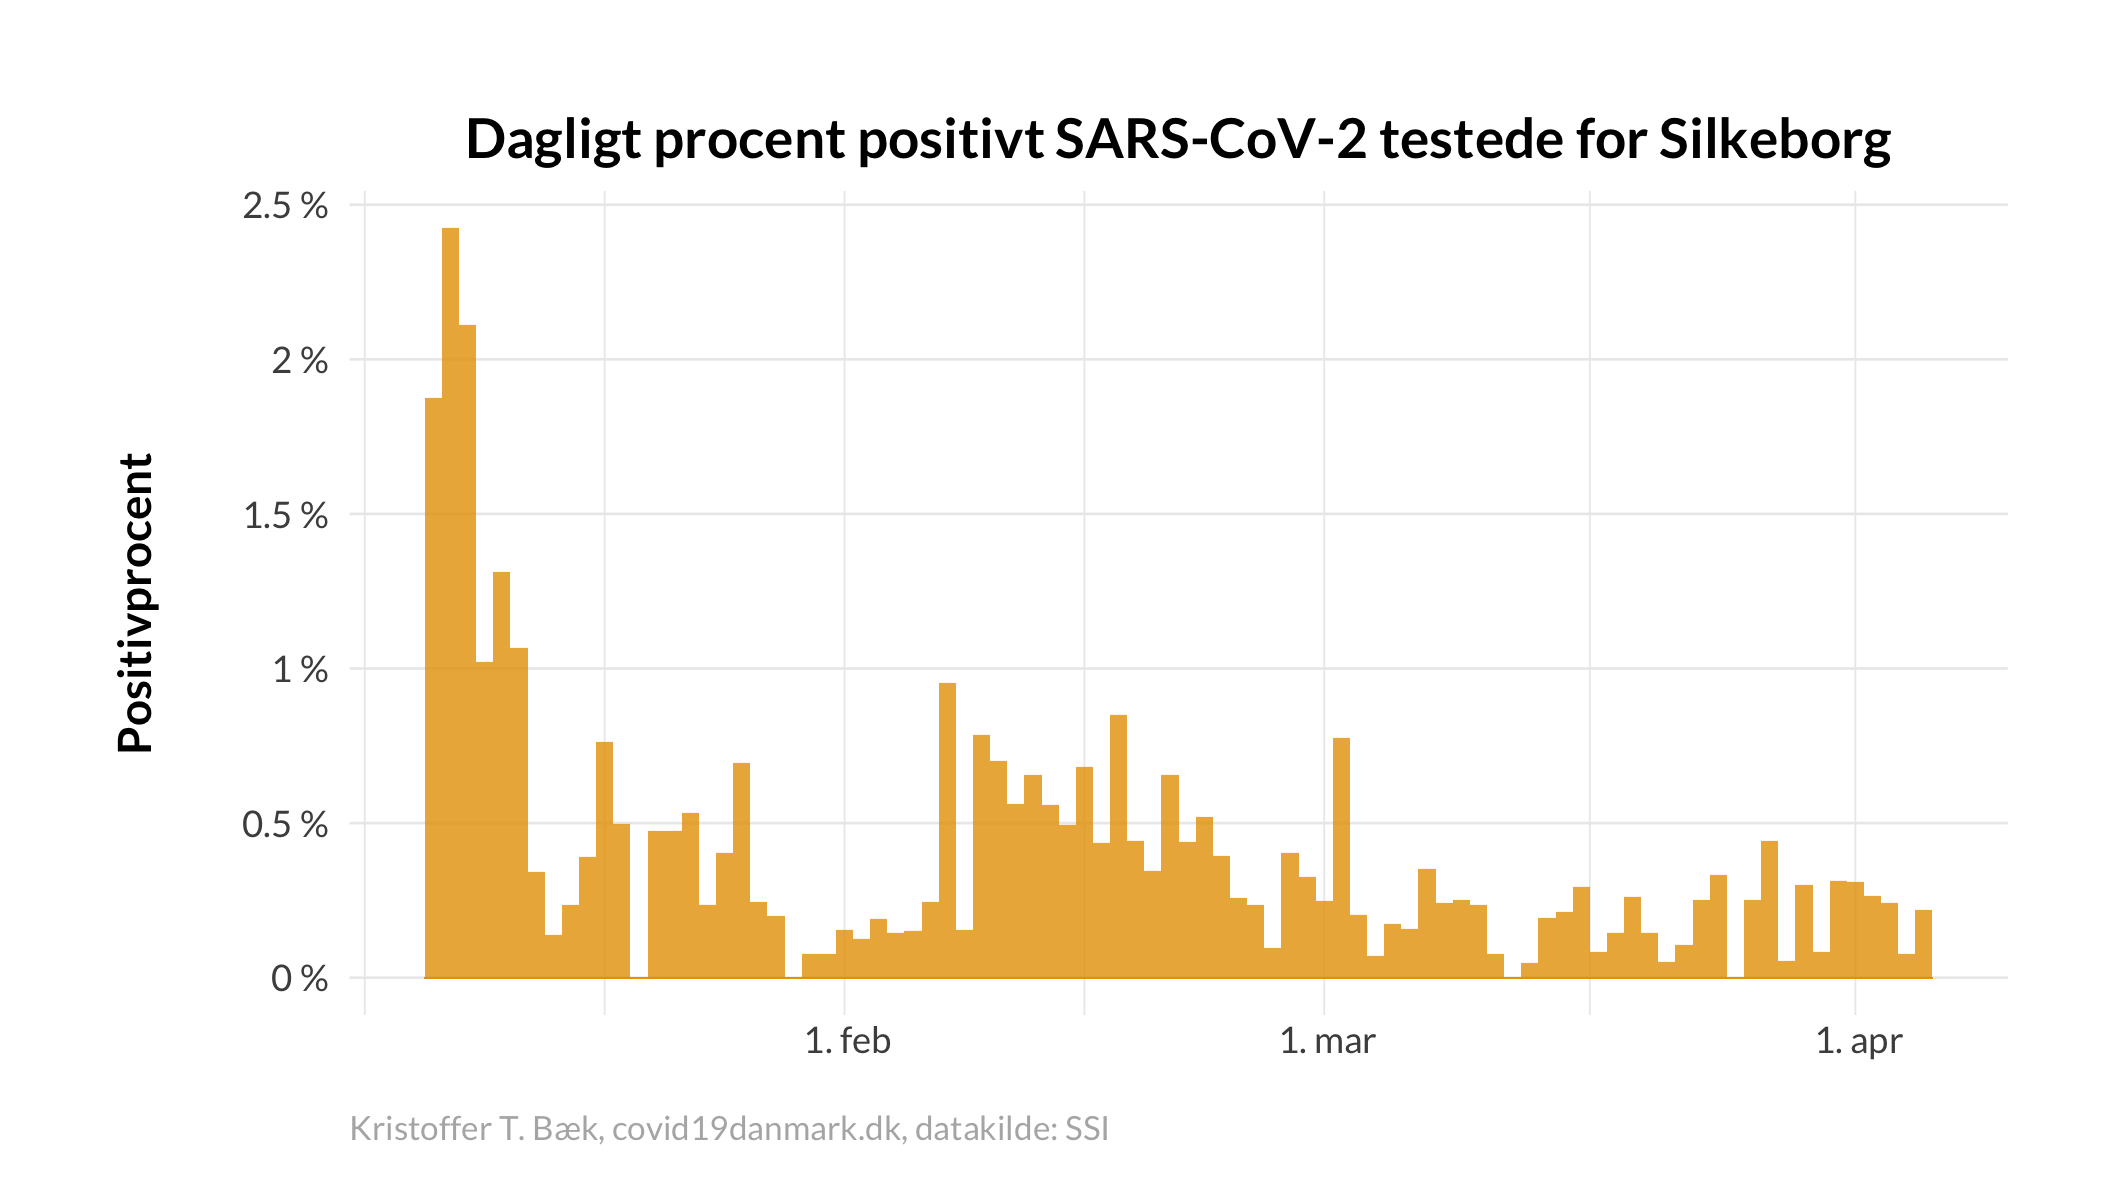 Dagligt procent positivt SARS-CoV-2 testede for Silkeborg
Positivprocent
2.5 %
2 %
1.5 %
1 %
0.5 %
0 %
1. feb
1. mar
1. apr
Kristoffer T. Bæk, covid19danmark.dk, datakilde: SSI